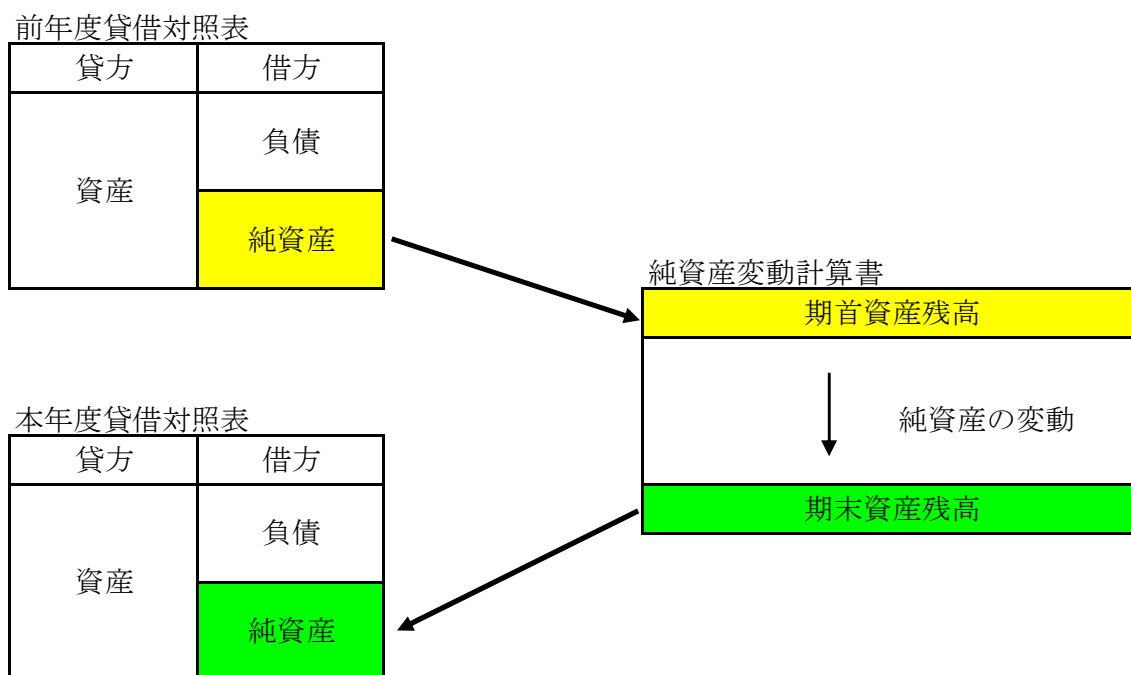 前年度貸借対照表
貸方 借方
負債
資産
純資産
純資産変動計算書
期首資産残高
純資産の変動
期末資産残高
本年度貸借対照表
貸方 借方
負債
資産
純資産